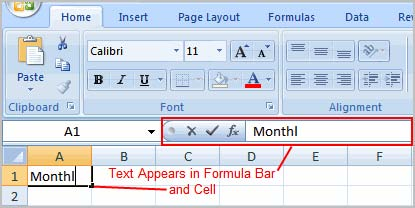 Home Insert Page Layout Formulas Data
Calibri 11
Paste
B I U A
Clipboard Font Alignment
A1 fx Monthl
A B C D E F
1 Monthl
Text Appears in Formula Bar
and Cell
2